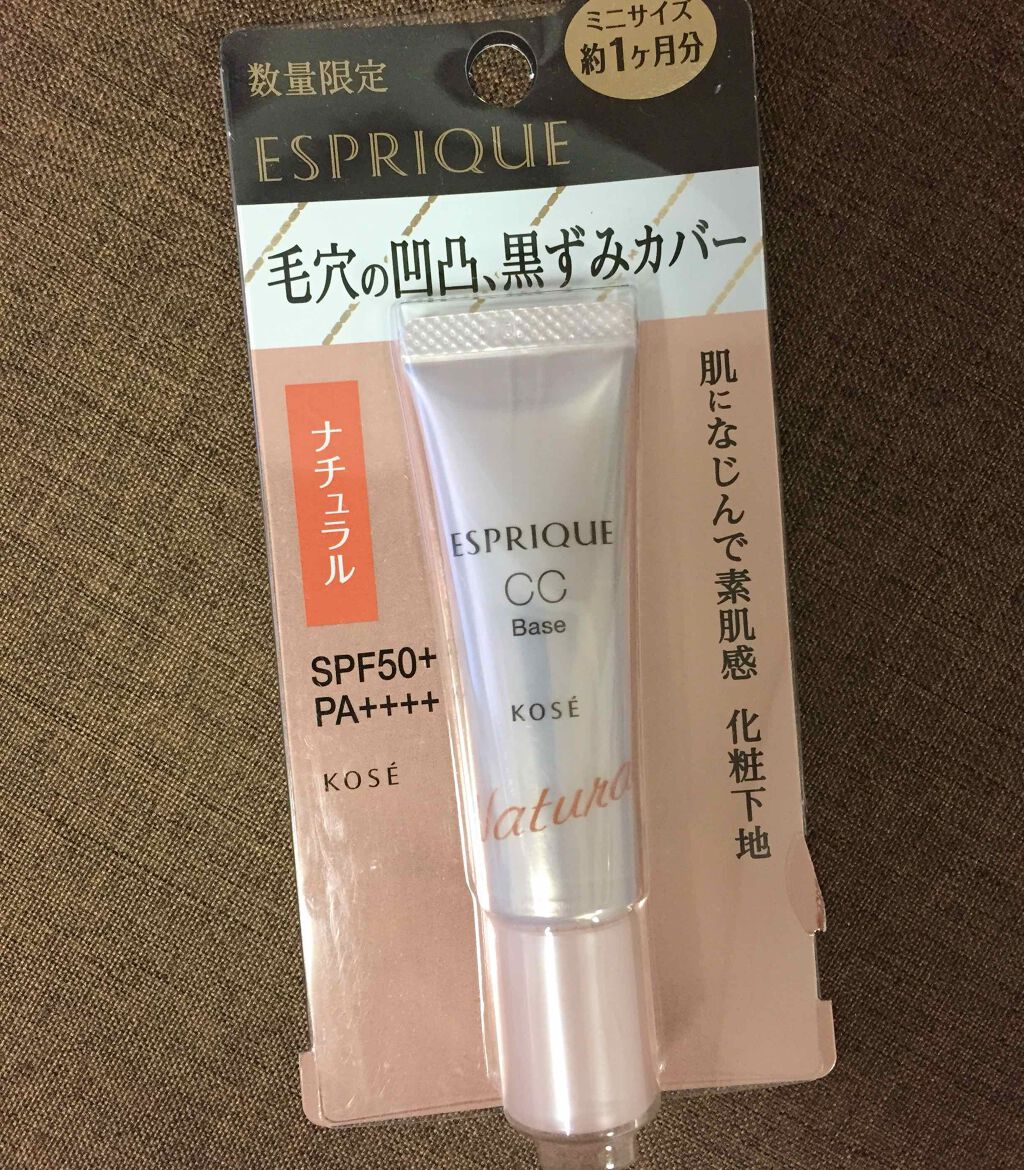 数量限定
ミニサイズ
約1ヶ月分
ESPRIQUE
毛穴の凹凸、黒ずみカバー
ナチュラル
SPF50+
PA++++
KOSÉ
ESPRIQUE
CC
Base
KOSÉ
Natural
肌になじんで素肌感 化粧下地